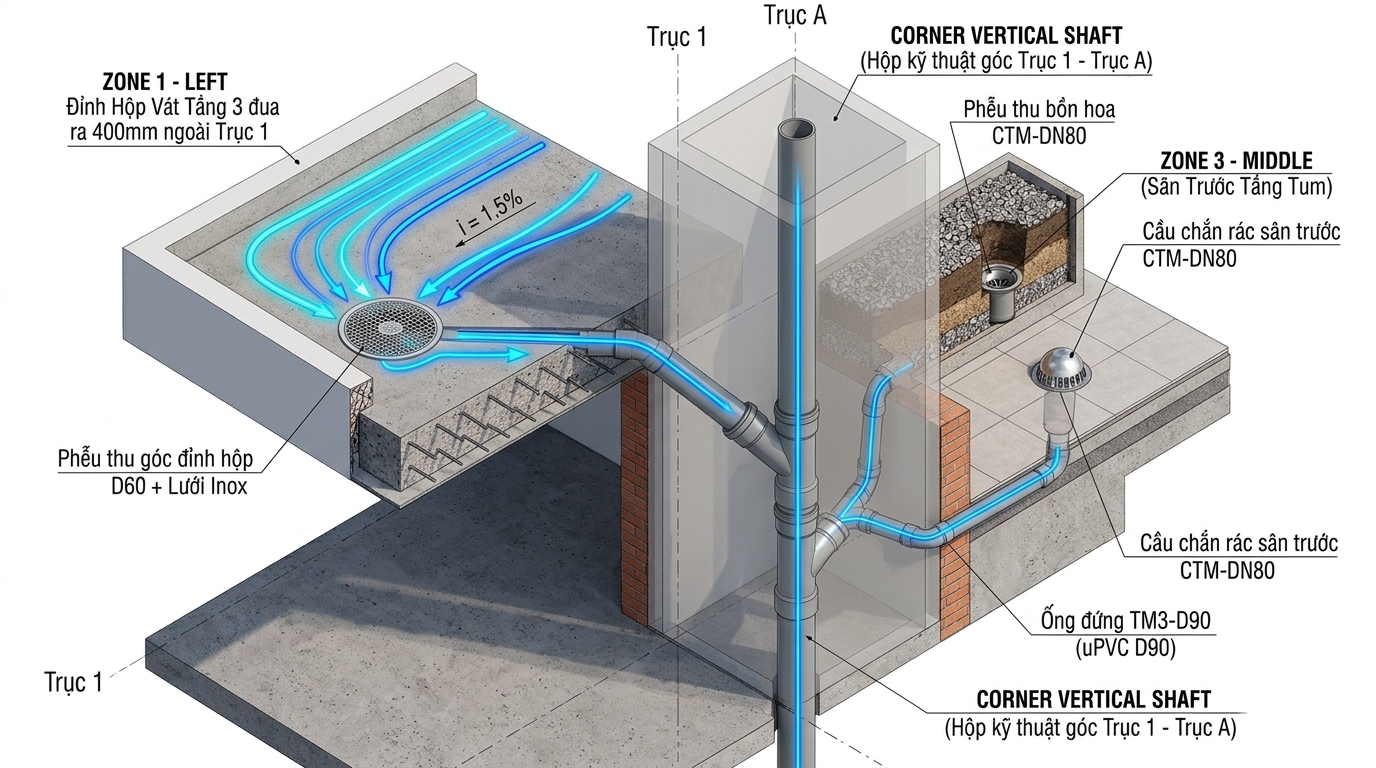 Trục A
Trục 1
CORNER VERTICAL SHAFT
(Hộp kỹ thuật góc Trục 1 - Trục A)
ZONE 1 - LEFT
Đỉnh Hộp Vát Tầng 3 đua
ra 400mm ngoài Trục 1
Phễu thu bồn hoa
CTM-DN80
ZONE 3 - MIDDLE
(Sân Trước Tầng Tum)
Cầu chắn rác sân trước
CTM-DN80
i = 1.5%
Phễu thu góc đỉnh hộp
D60 + Lưới Inox
Cầu chắn rác sân trước
CTM-DN80
Ống đứng TM3-D90
(uPVC D90)
Trục 1
CORNER VERTICAL SHAFT
(Hộp kỹ thuật góc Trục 1 - Trục A)